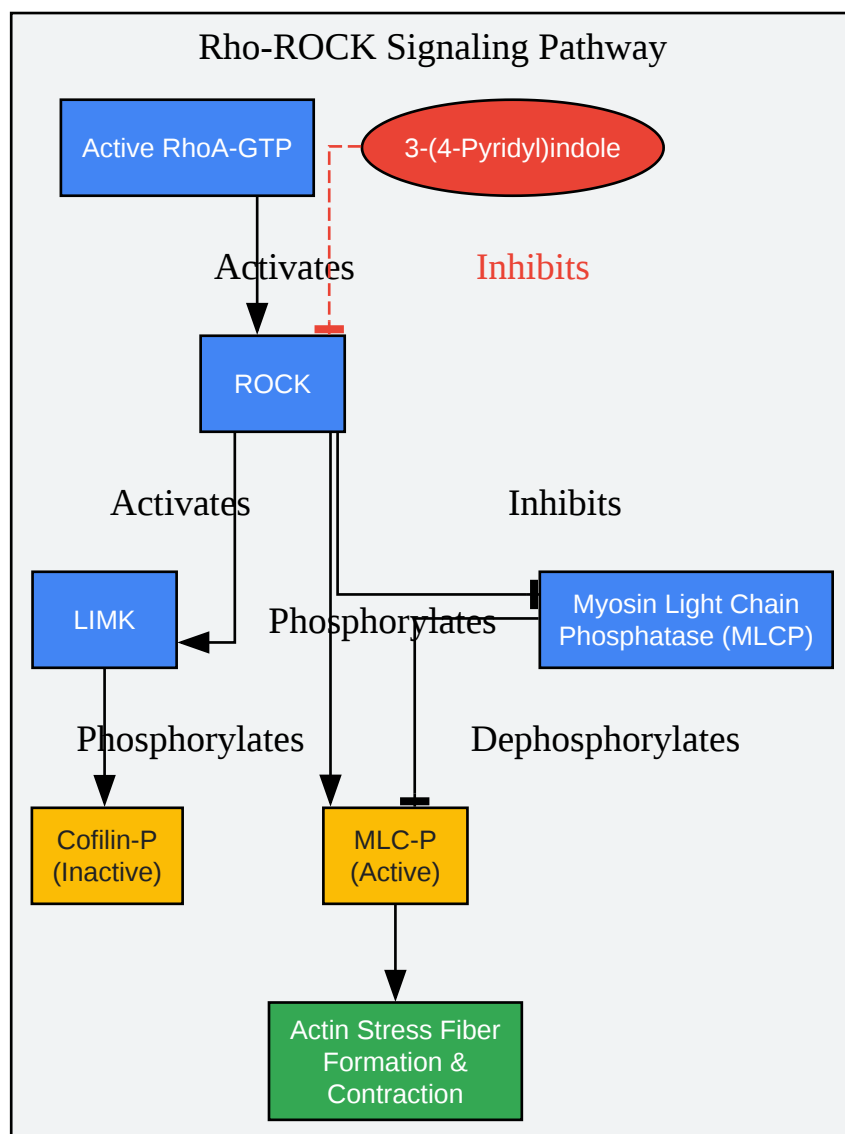 Rho-ROCK Signaling Pathway
Active RhoA-GTP
3-(4-Pyridyl)indole
Activates
Inhibits
ROCK
Activates
Inhibits
LIMK
Phosphorylates
Myosin Light Chain
Phosphatase (MLCP)
Phosphorylates
Dephosphorylates
Cofilin-P
(Inactive)
MLC-P
(Active)
Actin Stress Fiber
Formation &
Contraction